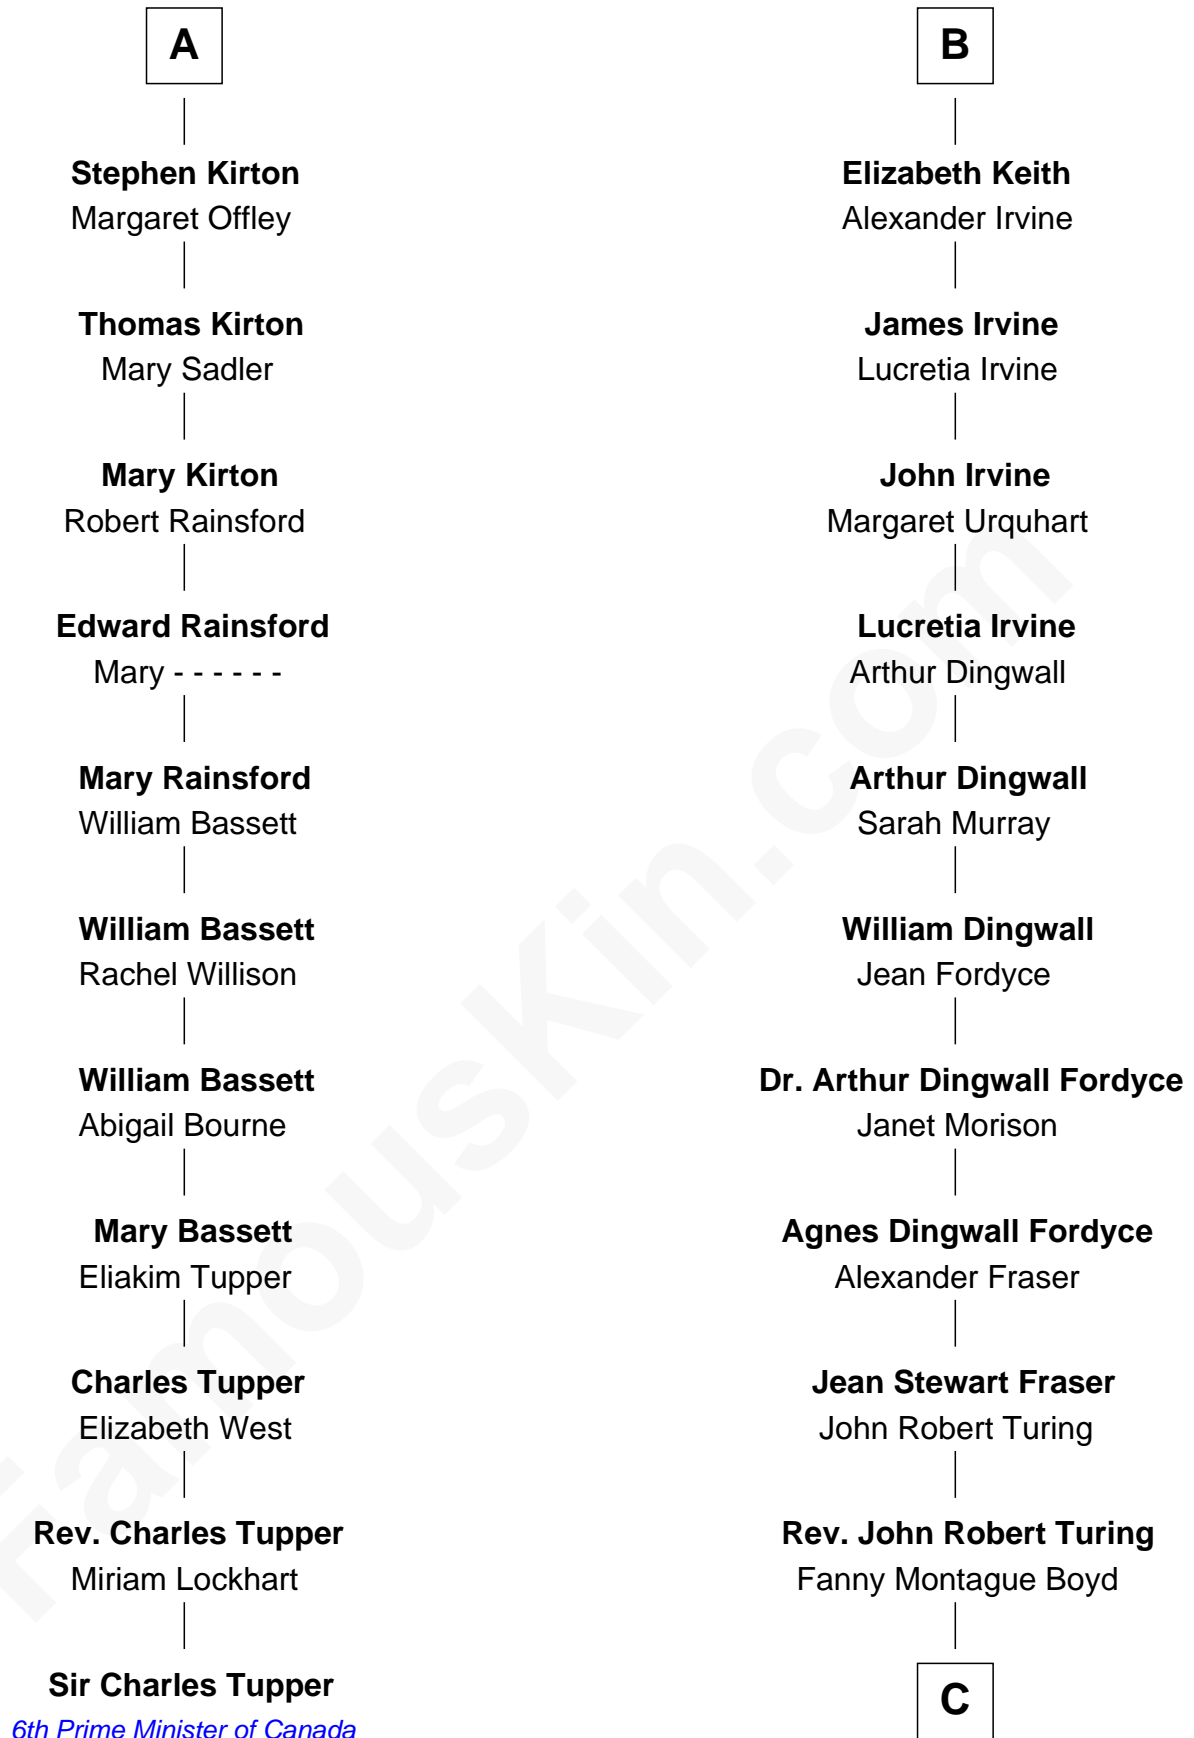 A
Stephen Kirton
Margaret Offley
Thomas Kirton
Mary Sadler
Mary Kirton
Robert Rainsford
Edward Rainsford
Mary - - - - - -
Mary Rainsford
William Bassett
William Bassett
Rachel Willison
William Bassett
Abigail Bourne
Mary Bassett
Eliakim Tupper
Charles Tupper
Elizabeth West
Rev. Charles Tupper
Miriam Lockhart
Sir Charles Tupper
6th Prime Minister of Canada
B
Elizabeth Keith
Alexander Irvine
James Irvine
Lucretia Irvine
John Irvine
Margaret Urquhart
Lucretia Irvine
Arthur Dingwall
Arthur Dingwall
Sarah Murray
William Dingwall
Jean Fordyce
Dr. Arthur Dingwall Fordyce
Janet Morison
Agnes Dingwall Fordyce
Alexander Fraser
Jean Stewart Fraser
John Robert Turing
Rev. John Robert Turing
Fanny Montague Boyd
C
FamousKin.com